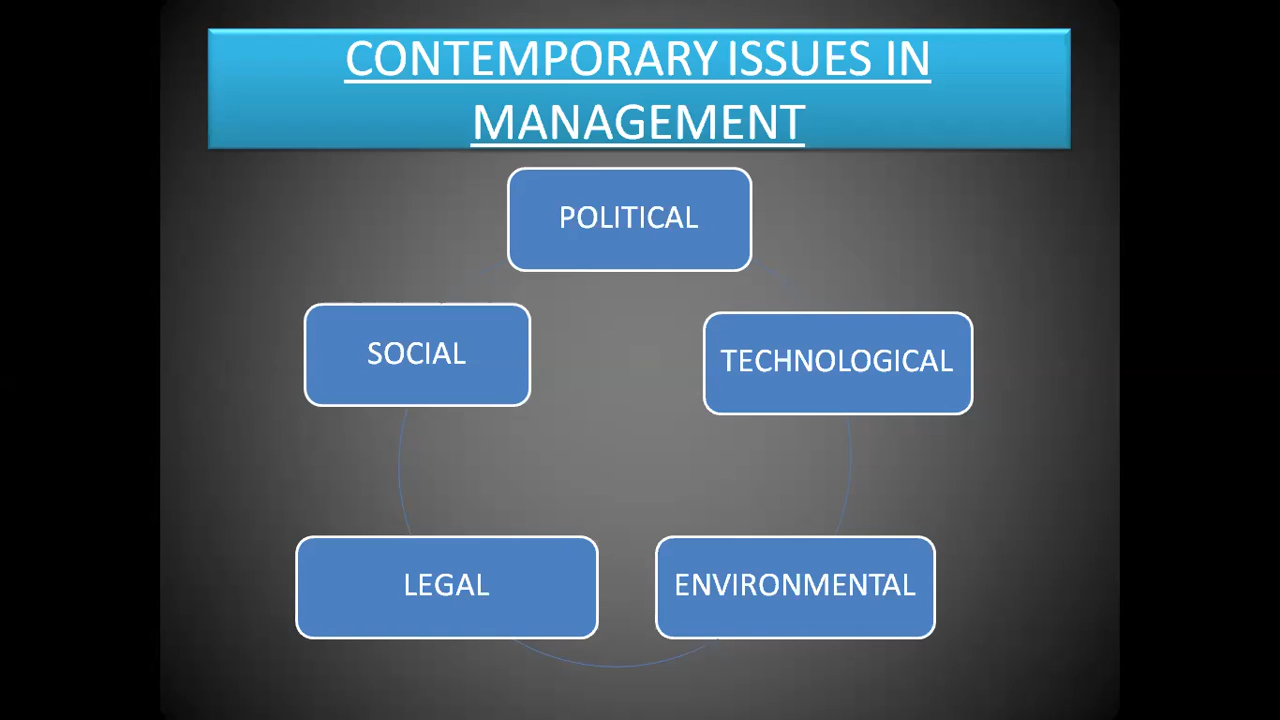 CONTEMPORARY ISSUES IN
MANAGEMENT
POLITICAL
SOCIAL
TECHNOLOGICAL
LEGAL
ENVIRONMENTAL